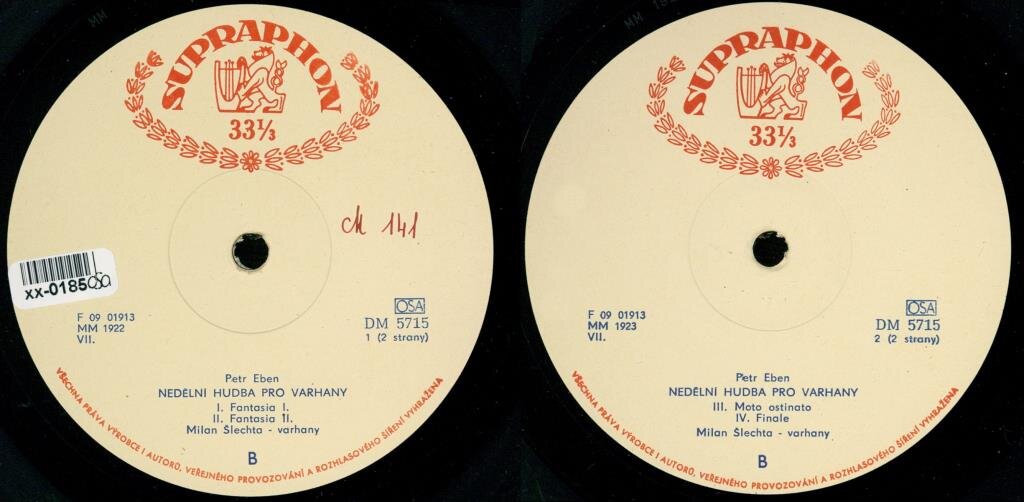 SUPRAPHON
33⅓
M 141
xx-0185
OSA
F 09 01913
MM 1922
VII.
OSA
DM 5715
1 (2 strany)
Petr Eben
NEDĚLNÍ HUDBA PRO VARHANY
I. Fantasia I.
II. Fantasia II.
Milan Šlechta - varhany
B
VŠECHNA PRÁVA VÝROBCE I AUTORŮ, VEŘEJNÉHO PROVOZOVÁNÍ A ROZHLASOVÉHO ŠÍŘENÍ VYHRAŽENA
SUPRAPHON
33⅓
F 09 01913
MM 1923
VII.
OSA
DM 5715
2 (2 strany)
Petr Eben
NEDĚLNÍ HUDBA PRO VARHANY
III. Moto ostinato
IV. Finale
Milan Šlechta - varhany
B
VŠECHNA PRÁVA VÝROBCE I AUTORŮ, VEŘEJNÉHO PROVOZOVÁNÍ A ROZHLASOVÉHO ŠÍŘENÍ VYHRAŽENA